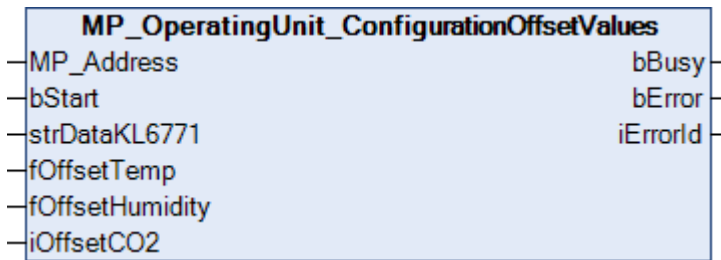 MP_OperatingUnit_ConfigurationOffsetValues
MP_Address bBusy
bStart bError
strDataKL6771 iErrorId
fOffsetTemp
fOffsetHumidity
iOffsetCO2